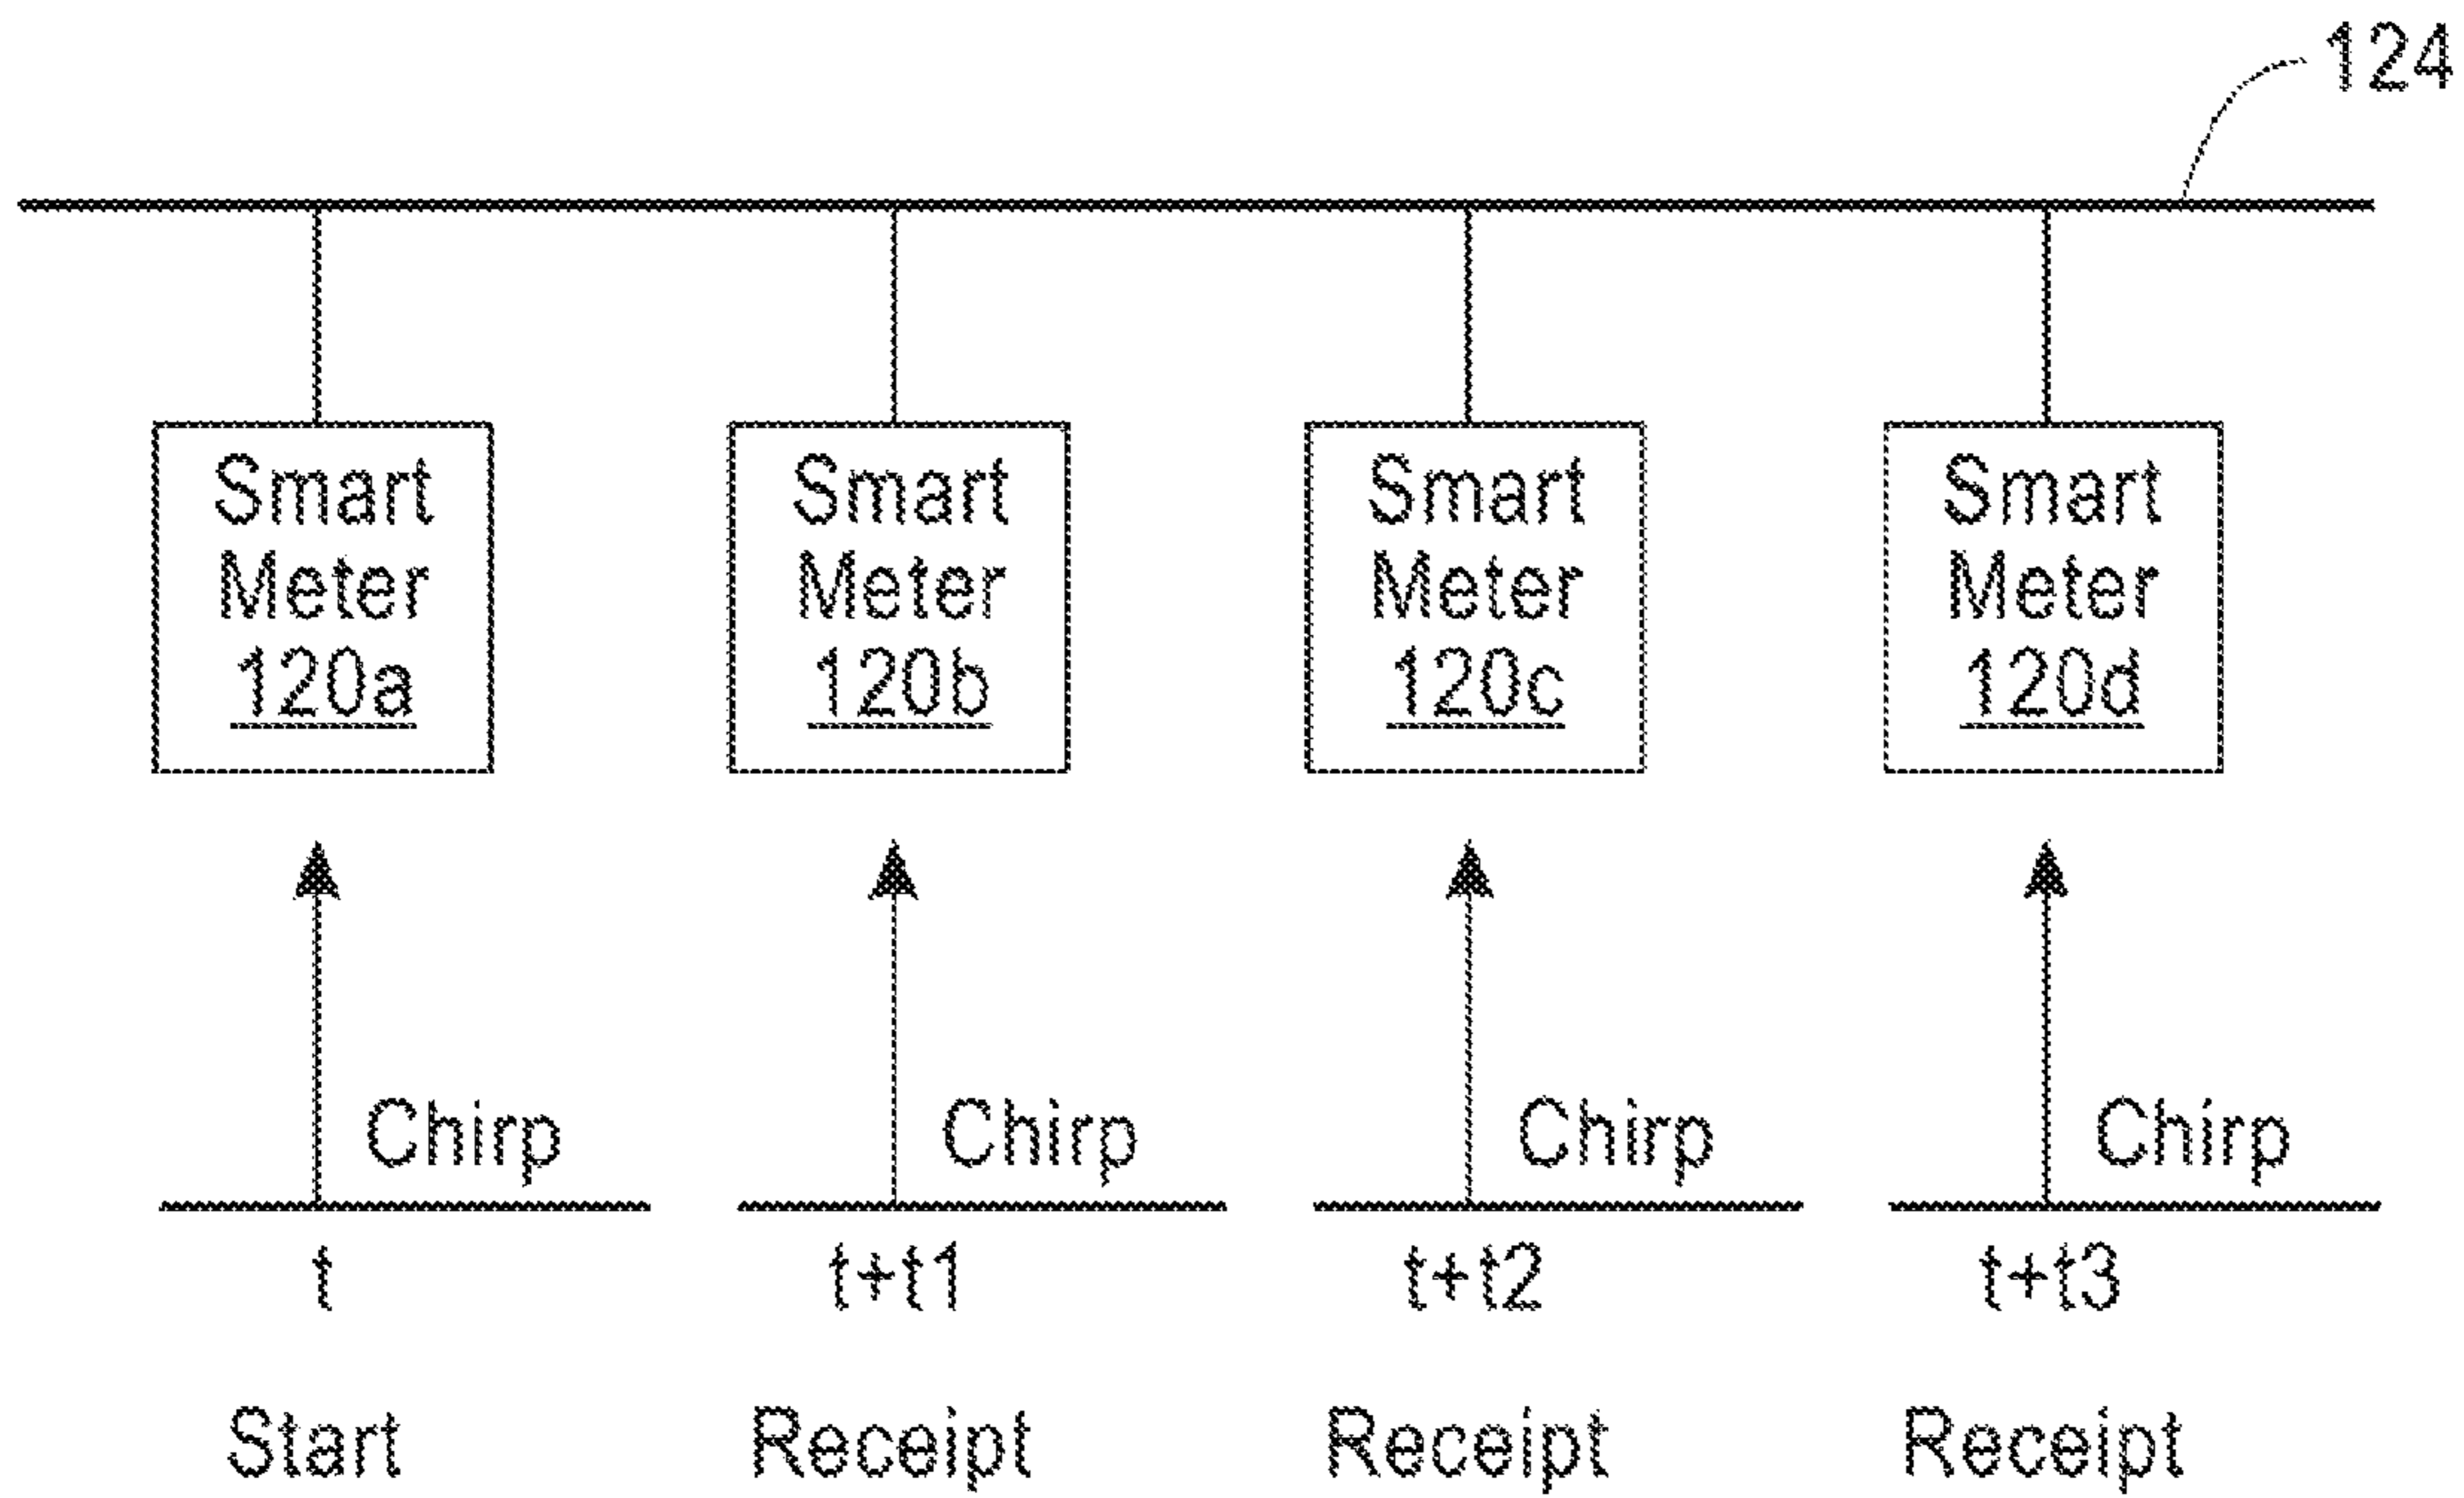 124
Smart Meter 120a
Smart Meter 120b
Smart Meter 120c
Smart Meter 120d
Chirp
Chirp
Chirp
Chirp
t
t+t1
t+t2
t+t3
Start
Receipt
Receipt
Receipt